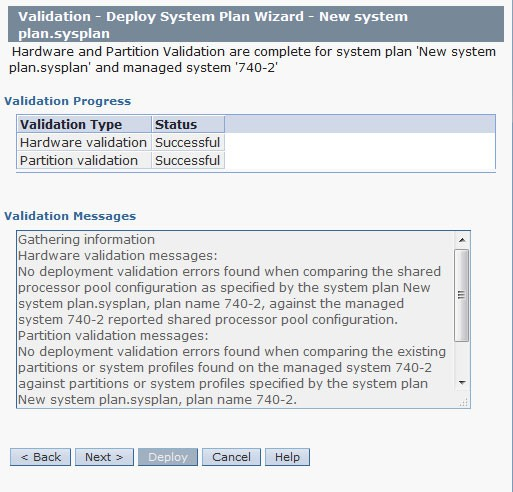 Validation - Deploy System Plan Wizard - New system
plan.sysplan
Hardware and Partition Validation are complete for system plan 'New system
plan.sysplan' and managed system '740-2'
Validation Progress
Validation Type Status
Hardware validation Successful
Partition validation Successful
Validation Messages
Gathering information
Hardware validation messages:
No deployment validation errors found when comparing the shared
processor pool configuration as specified by the system plan New
system plan.sysplan, plan name 740-2, against the managed
system 740-2 reported shared processor pool configuration.
Partition validation messages:
No deployment validation errors found when comparing the existing
partitions or system profiles found on the managed system 740-2
against partitions or system profiles specified by the system plan
New system plan.sysplan, plan name 740-2.
< Back Next > Deploy Cancel Help